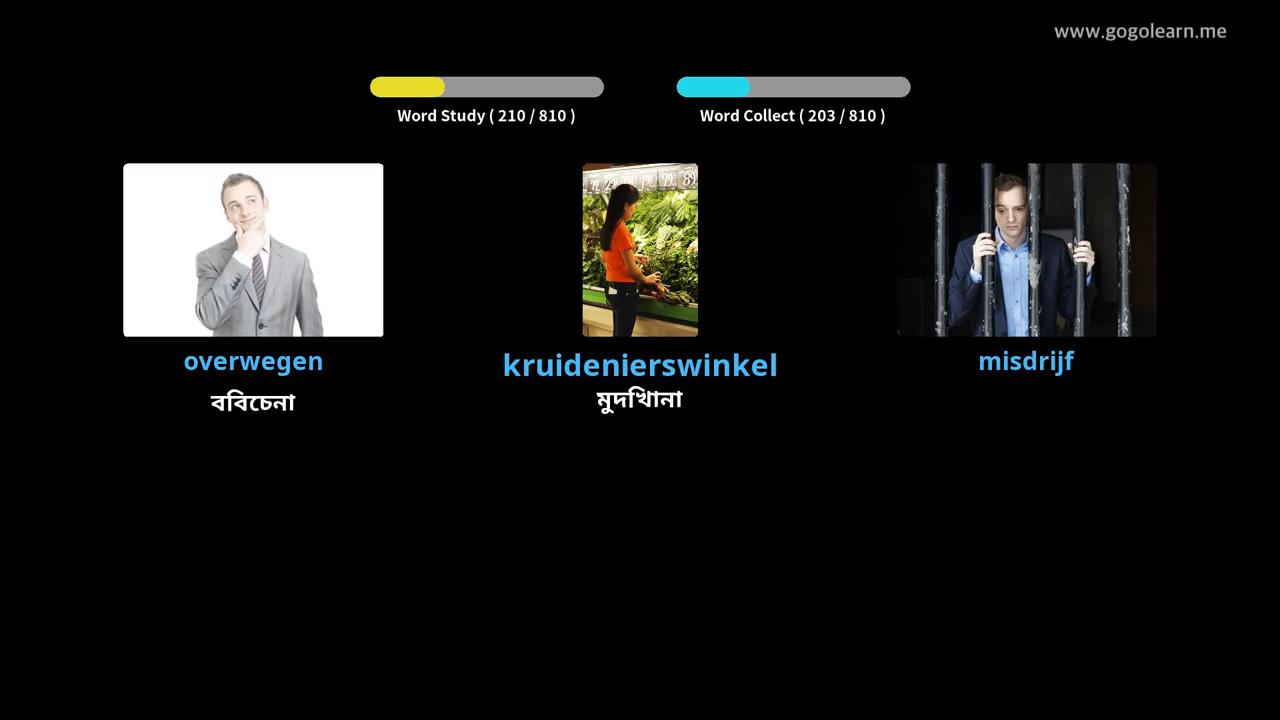 www.gogolearn.me
Word Study ( 210 / 810 )
Word Collect ( 203 / 810 )
overwegen
kruidenierswinkel
misdrijf
ববিচেনা
মুদখিানা